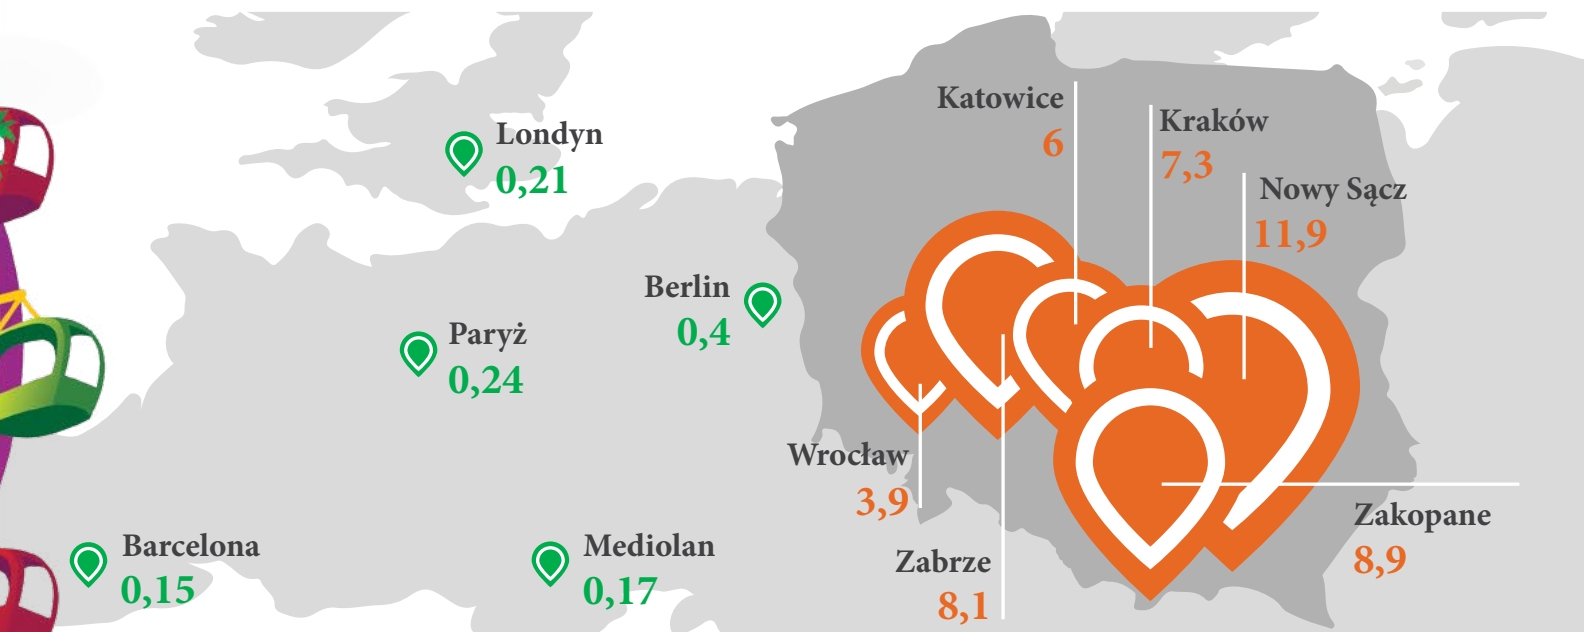 Londyn
0,21
Berlin
0,4
Paryż
0,24
Barcelona
0,15
Mediolan
0,17
Katowice
6
Kraków
7,3
Nowy Sącz
11,9
Wrocław
3,9
Zabrze
8,1
Zakopane
8,9